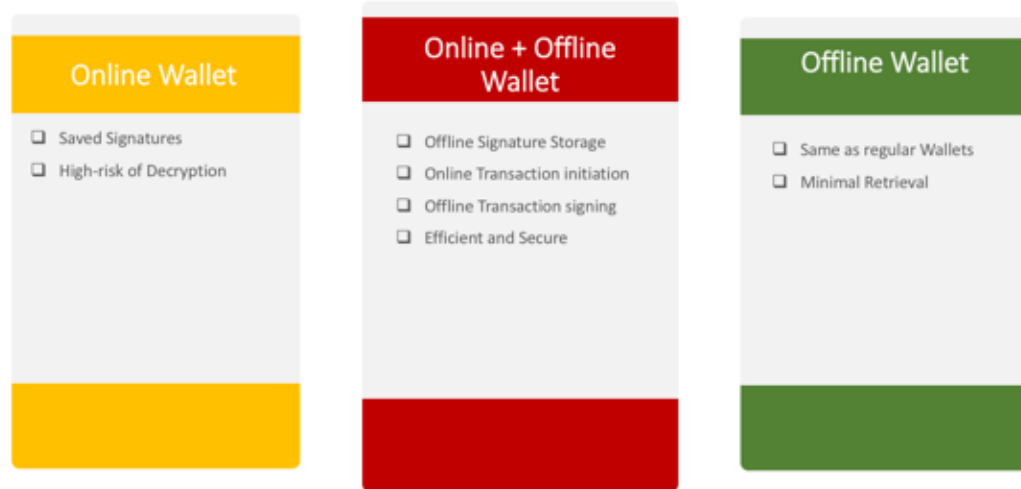 Online Wallet
Saved Signatures
High-risk of Decryption
Online + Offline
Wallet
Offline Signature Storage
Online Transaction initiation
Offline Transaction signing
Efficient and Secure
Offline Wallet
Same as regular Wallets
Minimal Retrieval